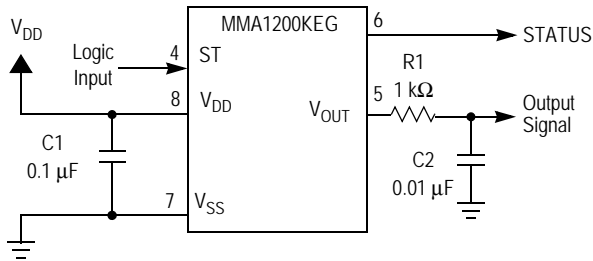 MMA1200KEG
V_DD
Logic
Input
4
ST
6
STATUS
8
V_DD
R1
1 kΩ
5
V_OUT
Output
Signal
C1
0.1 μF
C2
0.01 μF
7
V_SS